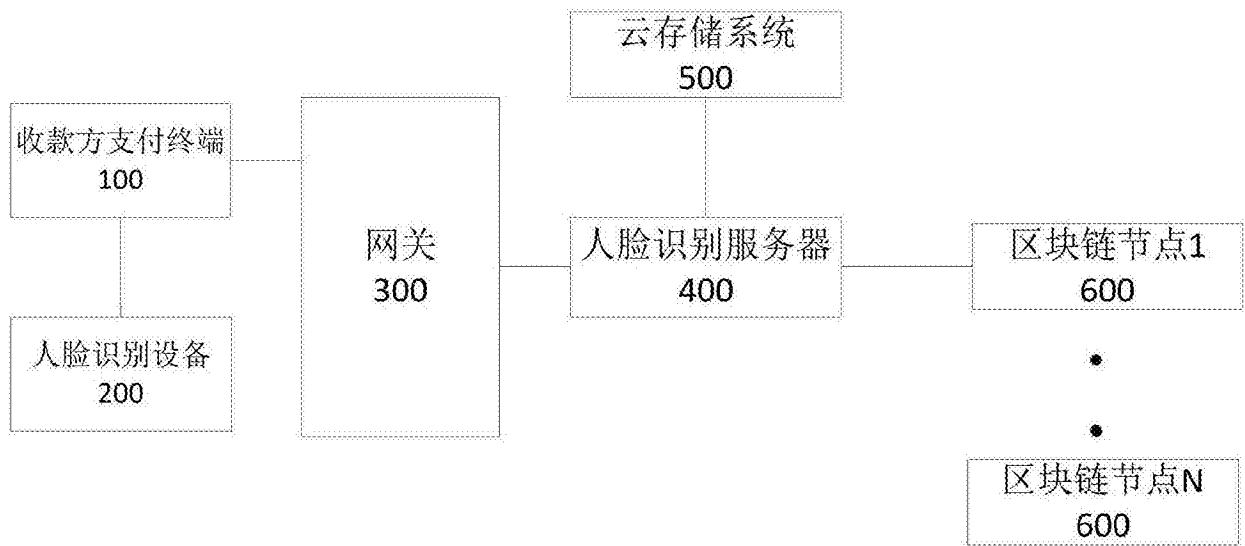 云存储系统
500
收款方支付终端
100
网关
300
人脸识别服务器
400
区块链节点1
600
人脸识别设备
200
区块链节点N
600